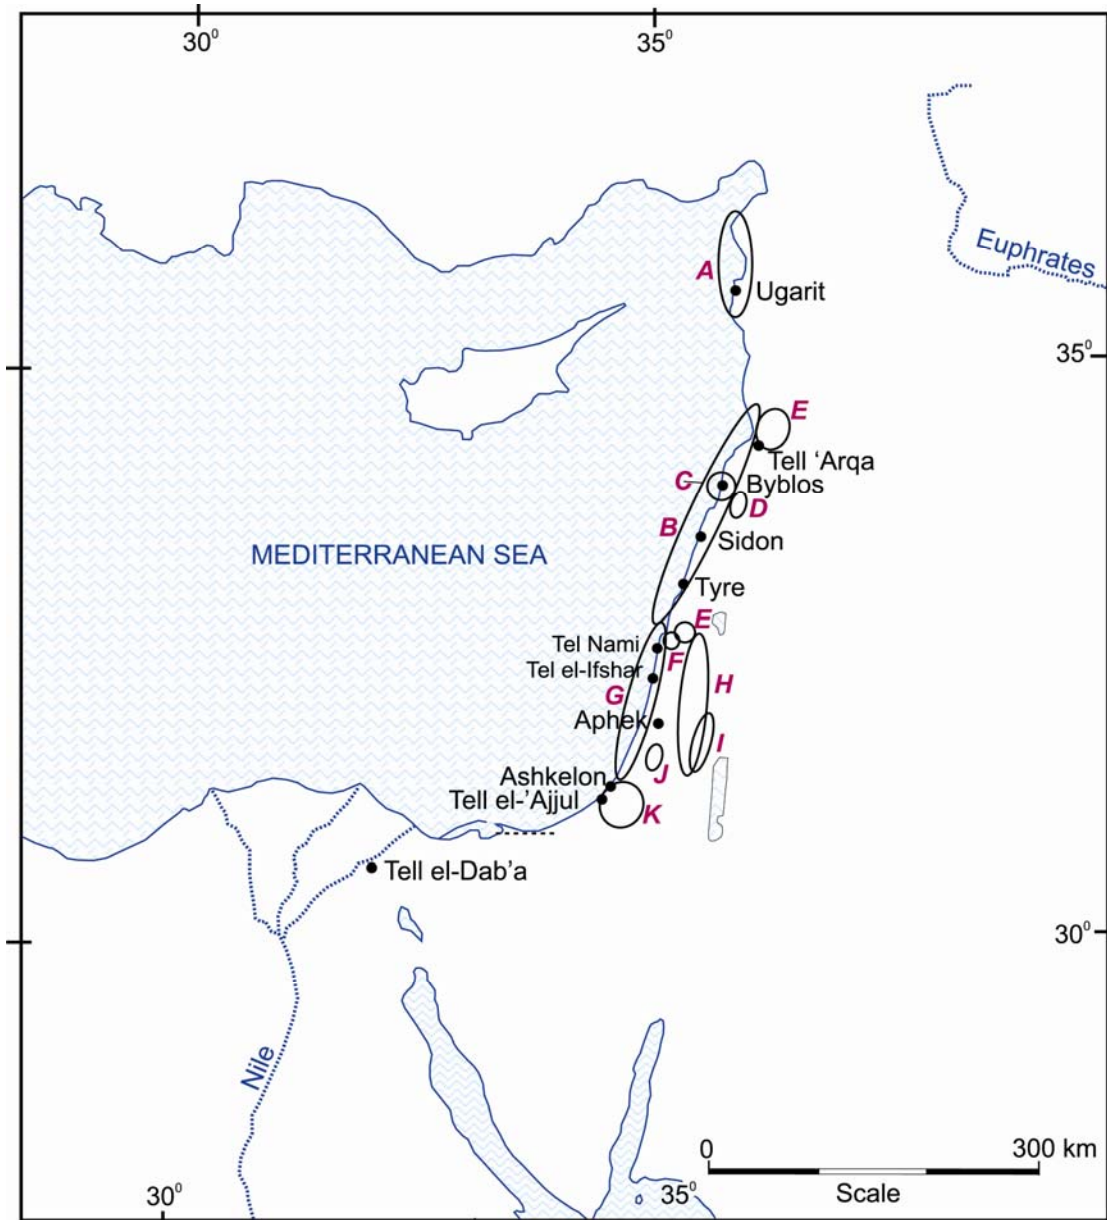 30⁰ 35⁰
Euphrates
A
Ugarit
35⁰
E
Tell ‘Arqa
C
Byblos
D
B
MEDITERRANEAN SEA
Sidon
Tyre
E
Tel Nami
F
Tel el-Ifshar
H
G
Aphek
I
J
Ashkelon
Tell el-’Ajjul
K
Tell el-Dab’a
30⁰
Nile
0 300 km
Scale
30⁰ 35⁰